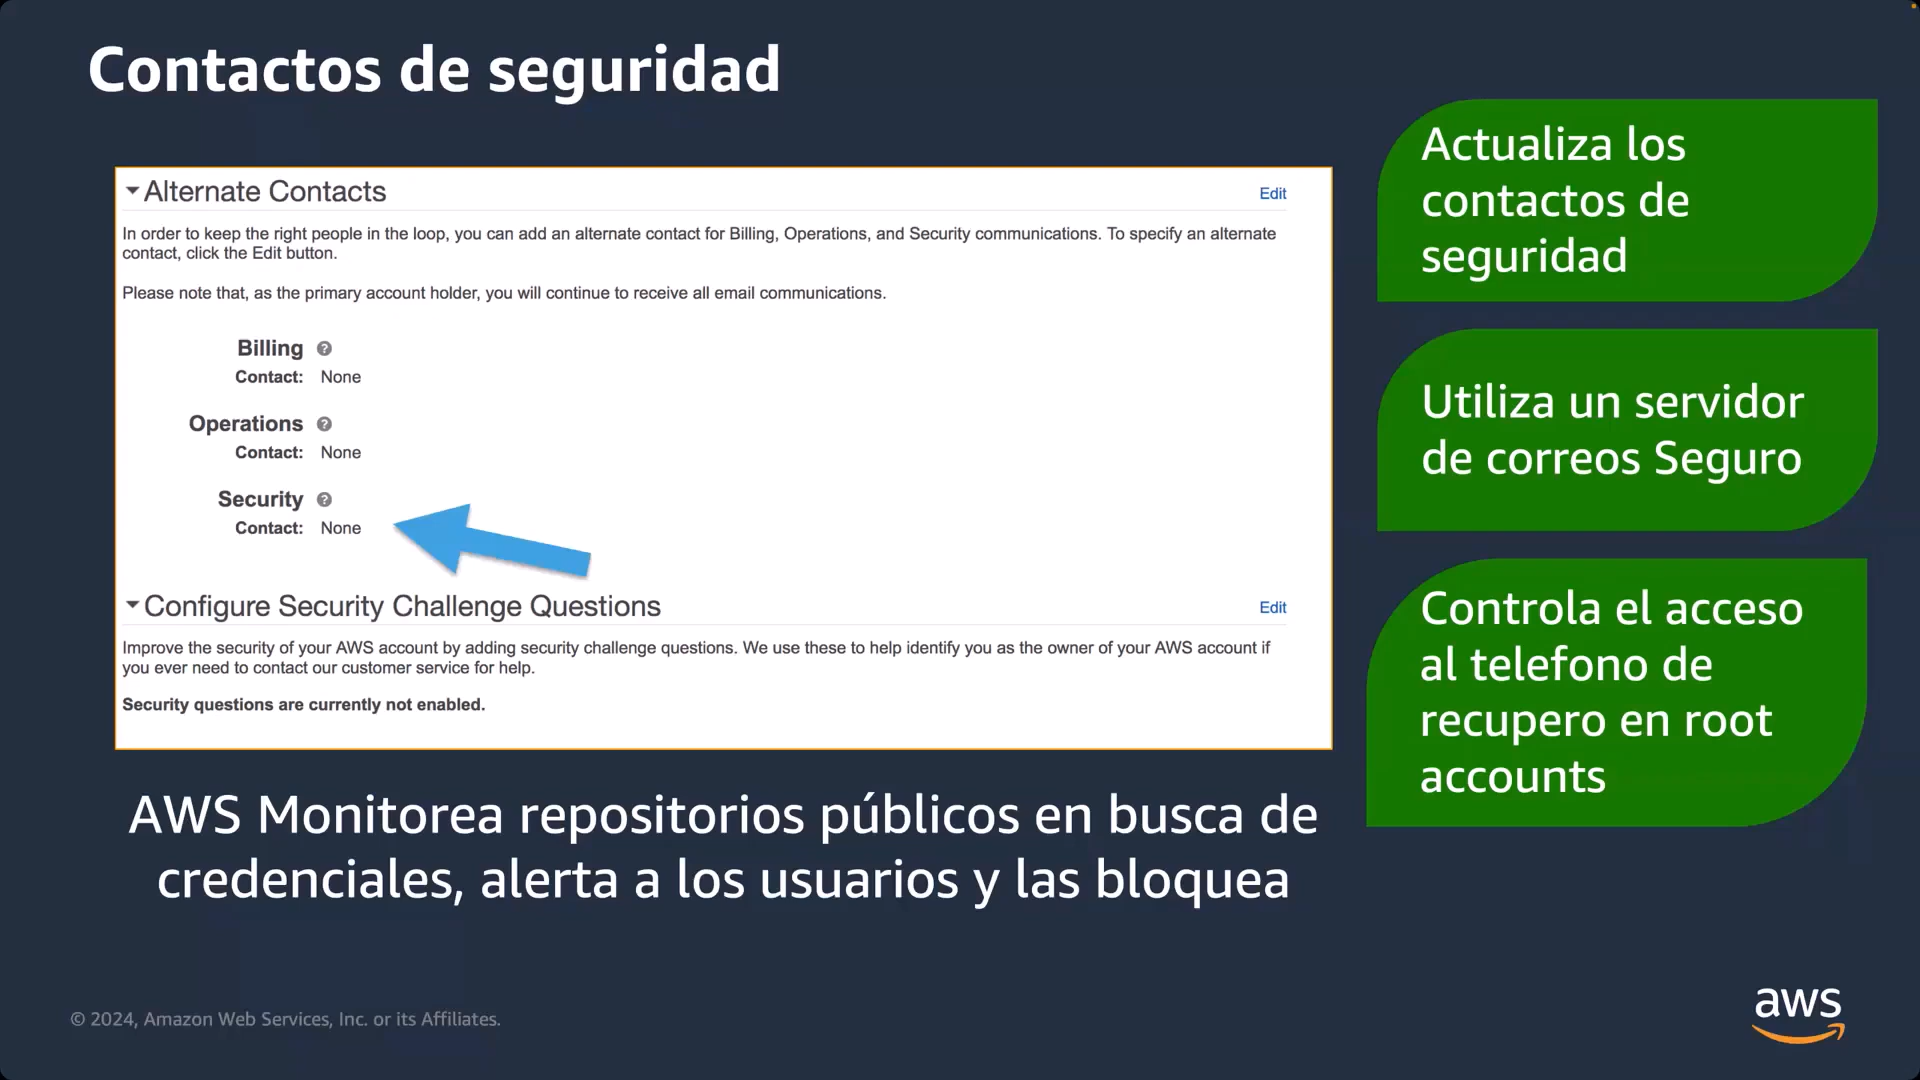 Contactos de seguridad
Alternate Contacts
Edit
In order to keep the right people in the loop, you can add an alternate contact for Billing, Operations, and Security communications. To specify an alternate
contact, click the Edit button.
Please note that, as the primary account holder, you will continue to receive all email communications.
Billing ?
Contact: None
Operations ?
Contact: None
Security ?
Contact: None
Configure Security Challenge Questions
Edit
Improve the security of your AWS account by adding security challenge questions. We use these to help identify you as the owner of your AWS account if
you ever need to contact our customer service for help.
Security questions are currently not enabled.
AWS Monitorea repositorios públicos en busca de
credenciales, alerta a los usuarios y las bloquea
Actualiza los
contactos de
seguridad
Utiliza un servidor
de correos Seguro
Controla el acceso
al telefono de
recupero en root
accounts
© 2024, Amazon Web Services, Inc. or its Affiliates.
aws